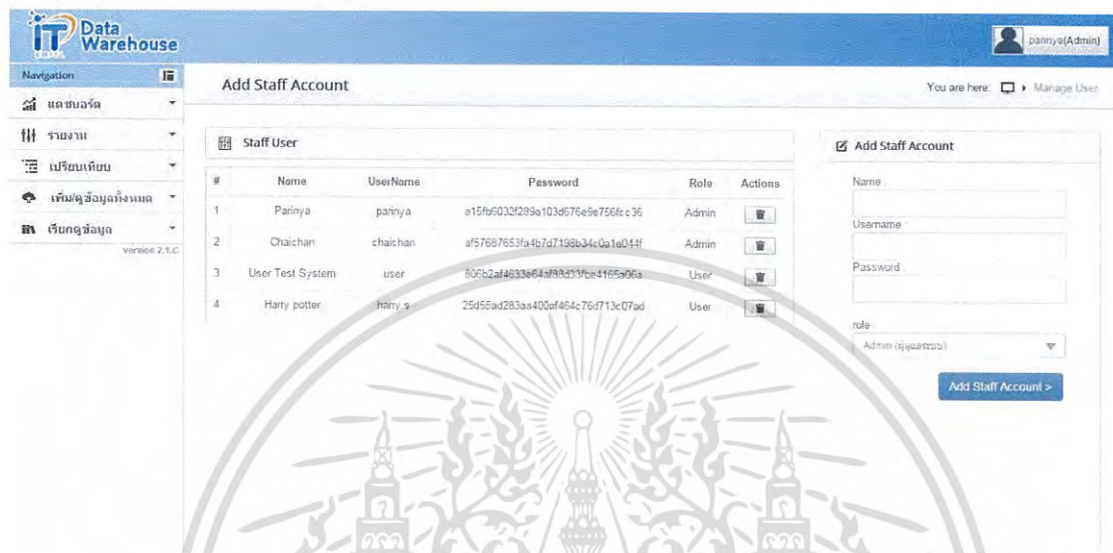 iT Data
Warehouse
parinya(Admin)
Navigation
Add Staff Account
You are here: Manage User
แดชบอร์ด
รายงาน
เปรียบเทียบ
เพิ่ม/ดูข้อมูลทั้งหมด
เรียกดูข้อมูล
version 2.1.C
Staff User
# Name UserName Password Role Actions
1 Parinya parinya e15fb6032f289a103d676e9e756fcc36 Admin
2 Chaichan chaichan af57687653fa4b7d7198b34c0a1e044f Admin
3 User Test System user 806b2af4633e64af88d33fbe4165a06a User
4 Harry potter harry.s 25d55ad283aa400af464c76d713c07ad User
Add Staff Account
Name
Username
Password
role
Admin (ผู้ดูแลระบบ)
Add Staff Account >